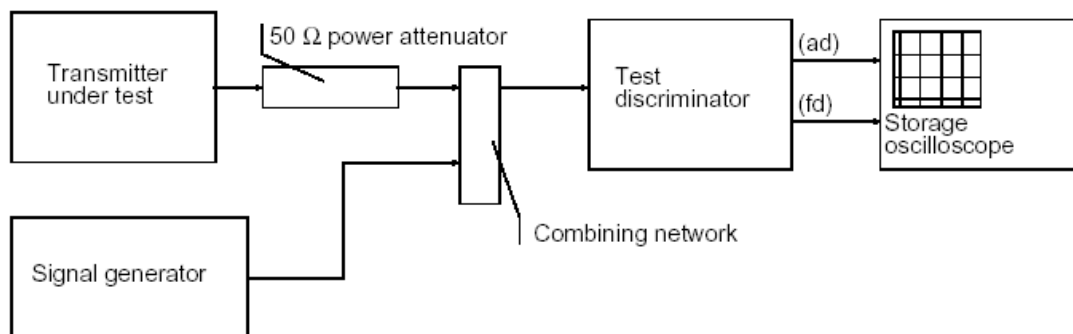 50 Ω power attenuator
Transmitter
under test
Test
discriminator
(ad)
(fd)
Storage
oscilloscope
Combining network
Signal generator